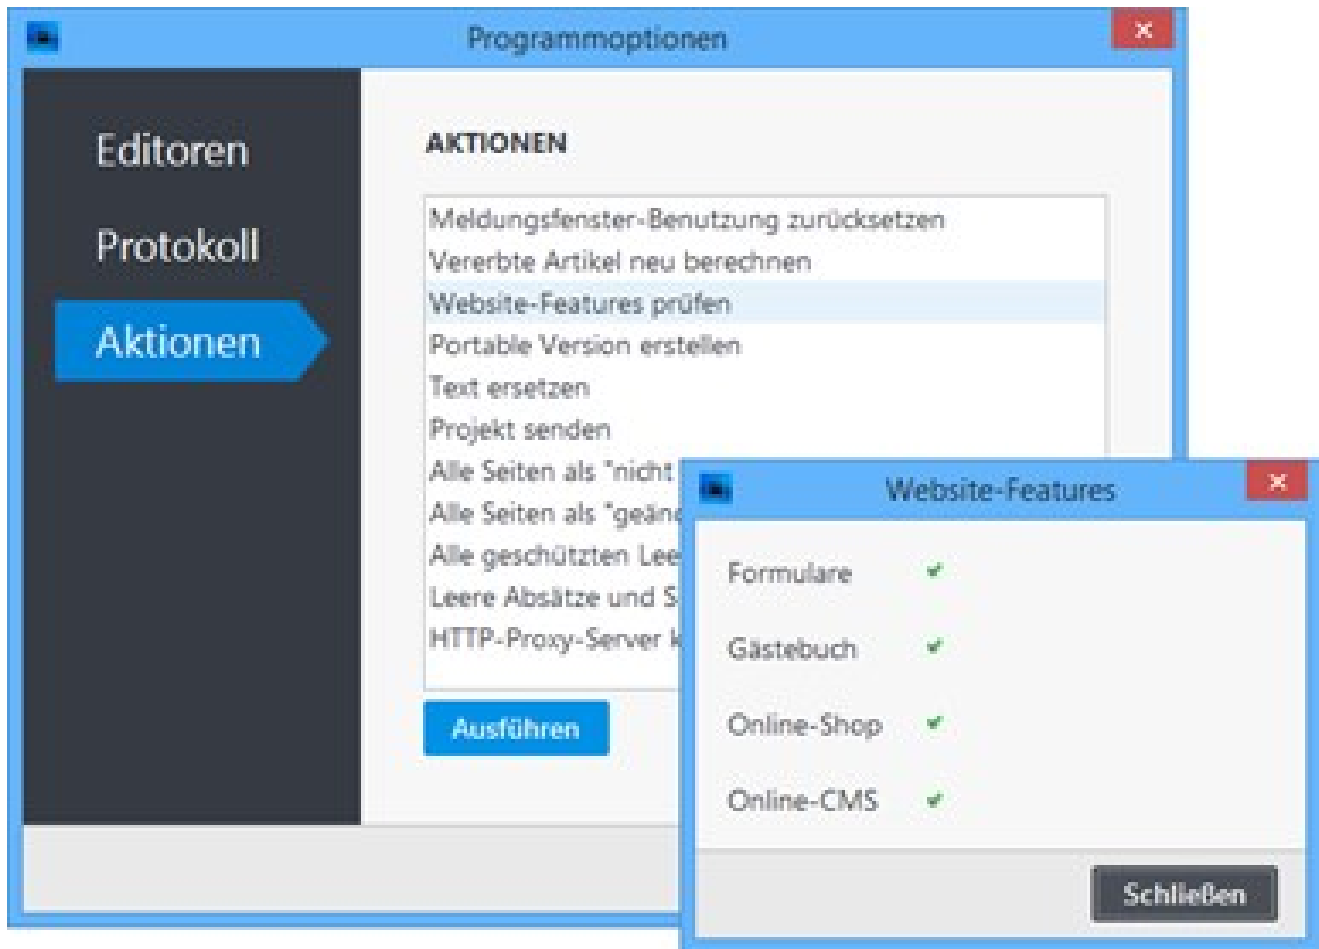 Programmoptionen
Editoren
Protokoll
Aktionen
AKTIONEN
Meldungsfenster-Benutzung zurücksetzen
Vererbte Artikel neu berechnen
Website-Features prüfen
Portable Version erstellen
Text ersetzen
Projekt senden
Alle Seiten als "nicht
Alle Seiten als "geänd
Alle geschützten Lee
Leere Absätze und S
HTTP-Proxy-Server k
Ausführen
Website-Features
Formulare
Gästebuch
Online-Shop
Online-CMS
Schließen